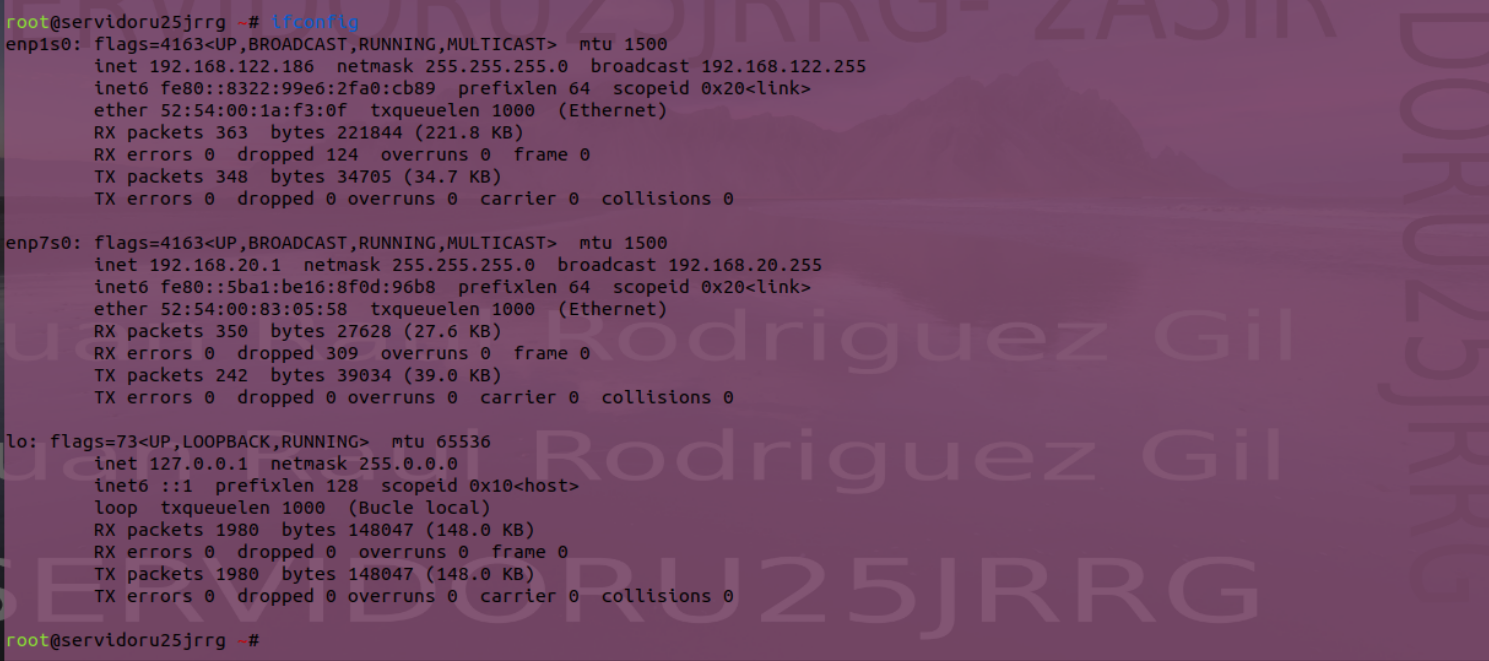 root@servidoru25jrrg ~# ifconfig
enp1s0: flags=4163<UP,BROADCAST,RUNNING,MULTICAST>  mtu 1500
        inet 192.168.122.186  netmask 255.255.255.0  broadcast 192.168.122.255
        inet6 fe80::8322:99e6:2fa0:cb89  prefixlen 64  scopeid 0x20<link>
        ether 52:54:00:1a:f3:0f  txqueuelen 1000  (Ethernet)
        RX packets 363  bytes 221844 (221.8 KB)
        RX errors 0  dropped 124  overruns 0  frame 0
        TX packets 348  bytes 34705 (34.7 KB)
        TX errors 0  dropped 0 overruns 0  carrier 0  collisions 0

enp7s0: flags=4163<UP,BROADCAST,RUNNING,MULTICAST>  mtu 1500
        inet 192.168.20.1  netmask 255.255.255.0  broadcast 192.168.20.255
        inet6 fe80::5ba1:be16:8f0d:96b8  prefixlen 64  scopeid 0x20<link>
        ether 52:54:00:83:05:58  txqueuelen 1000  (Ethernet)
        RX packets 350  bytes 27628 (27.6 KB)
        RX errors 0  dropped 309  overruns 0  frame 0
        TX packets 242  bytes 39034 (39.0 KB)
        TX errors 0  dropped 0 overruns 0  carrier 0  collisions 0

lo: flags=73<UP,LOOPBACK,RUNNING>  mtu 65536
        inet 127.0.0.1  netmask 255.0.0.0
        inet6 ::1  prefixlen 128  scopeid 0x10<host>
        loop  txqueuelen 1000  (Bucle local)
        RX packets 1980  bytes 148047 (148.0 KB)
        RX errors 0  dropped 0  overruns 0  frame 0
        TX packets 1980  bytes 148047 (148.0 KB)
        TX errors 0  dropped 0 overruns 0  carrier 0  collisions 0

root@servidoru25jrrg ~#
SERVIDORU25JRRG- 2ASIR
DORU25JRRG
uan Raul Rodriguez Gil
uan Raul Rodriguez Gil
SERVIDORU25JRRG